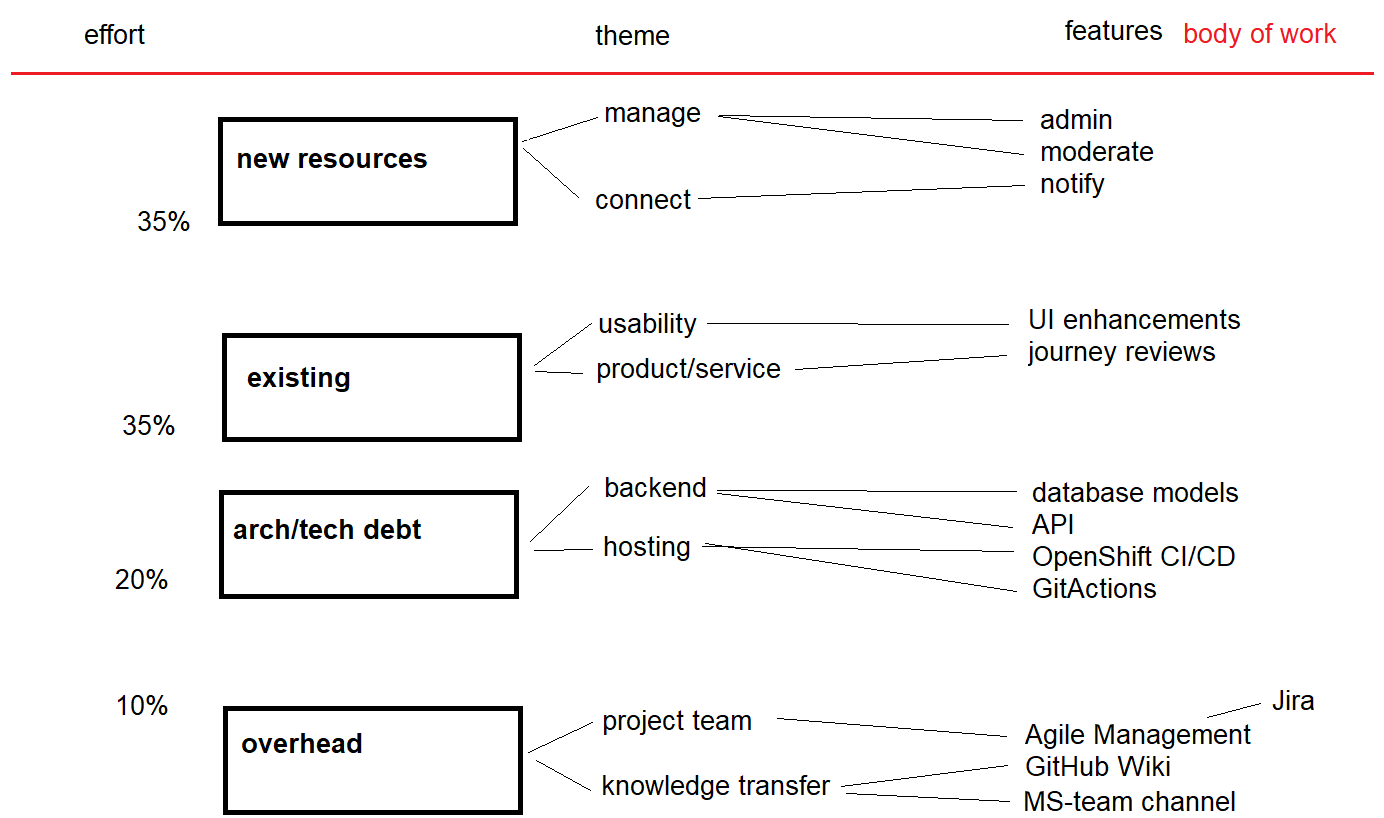 effort theme features body of work
new resources
35%
manage
connect
admin
moderate
notify
existing
35%
usability
product/service
UI enhancements
journey reviews
arch/tech debt
20%
backend
hosting
database models
API
OpenShift CI/CD
GitActions
10%
overhead
project team
knowledge transfer
Jira
Agile Management
GitHub Wiki
MS-team channel